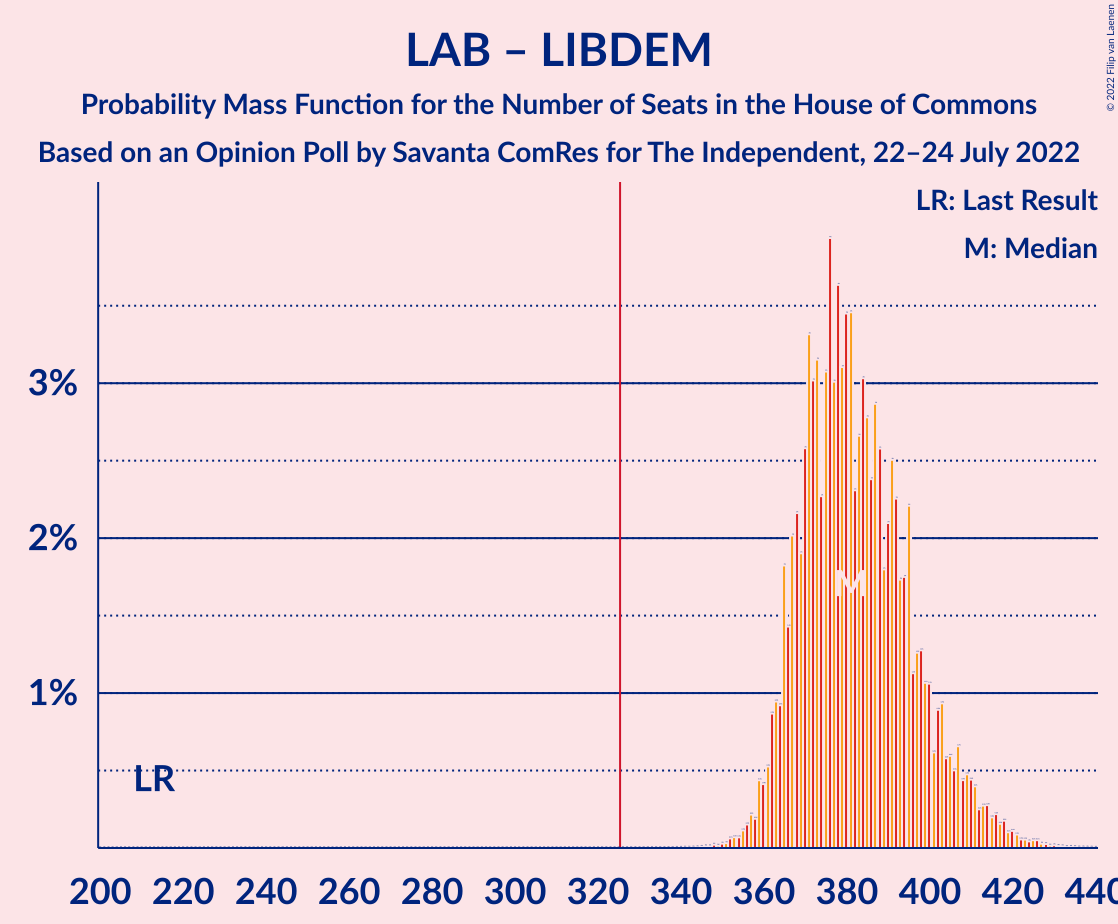 LAB – LIBDEM
Probability Mass Function for the Number of Seats in the House of Commons
Based on an Opinion Poll by Savanta ComRes for The Independent, 22–24 July 2022
© 2022 Filip van Laenen
LR: Last Result
M: Median
3%
2%
1%
M
LR
200 220 240 260 280 300 320 340 360 380 400 420 440